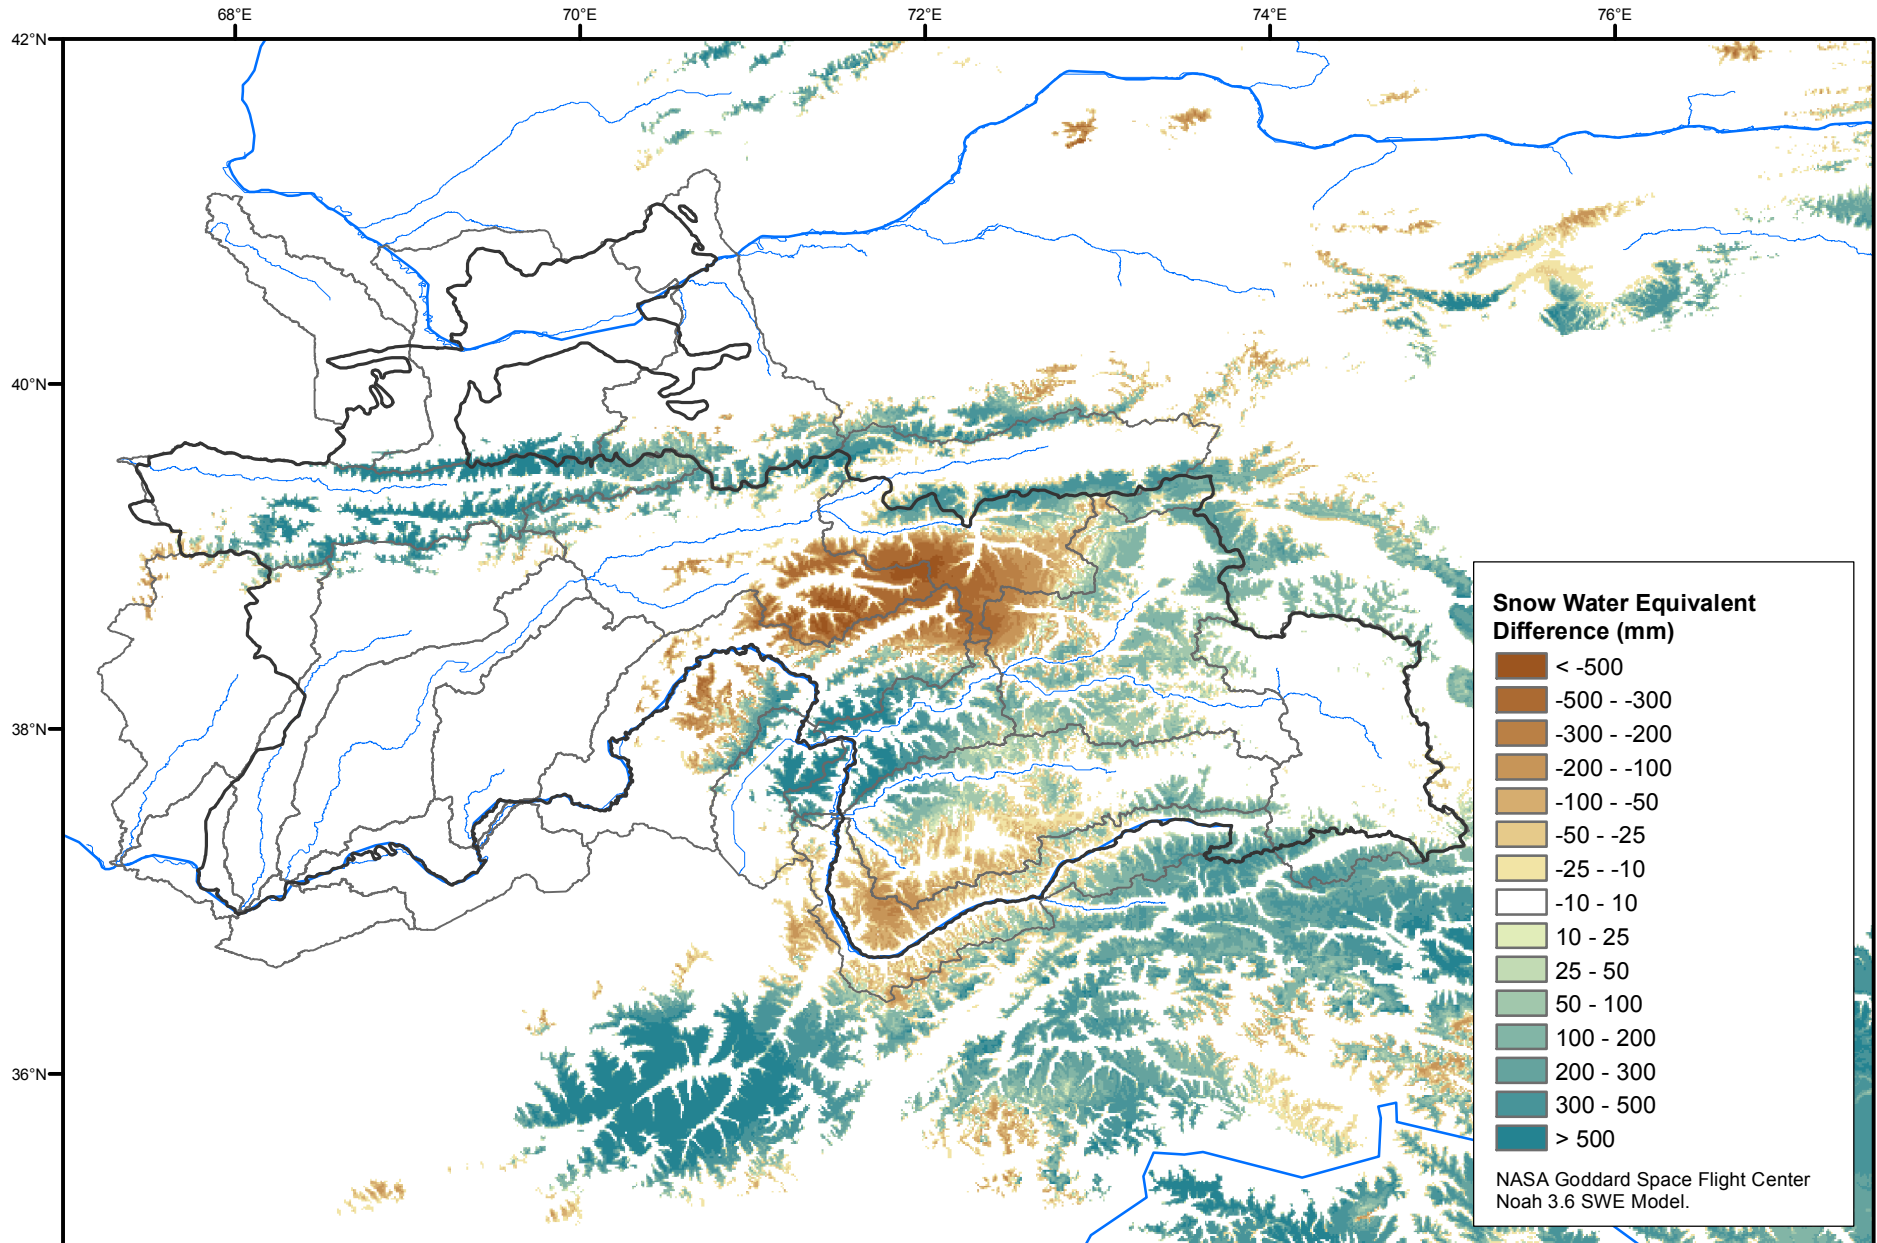 68°E
70°E
72°E
74°E
76°E
42°N
40°N
38°N
36°N
Snow Water Equivalent
Difference (mm)
< -500
-500 - -300
-300 - -200
-200 - -100
-100 - -50
-50 - -25
-25 - -10
-10 - 10
10 - 25
25 - 50
50 - 100
100 - 200
200 - 300
300 - 500
> 500
NASA Goddard Space Flight Center
Noah 3.6 SWE Model.